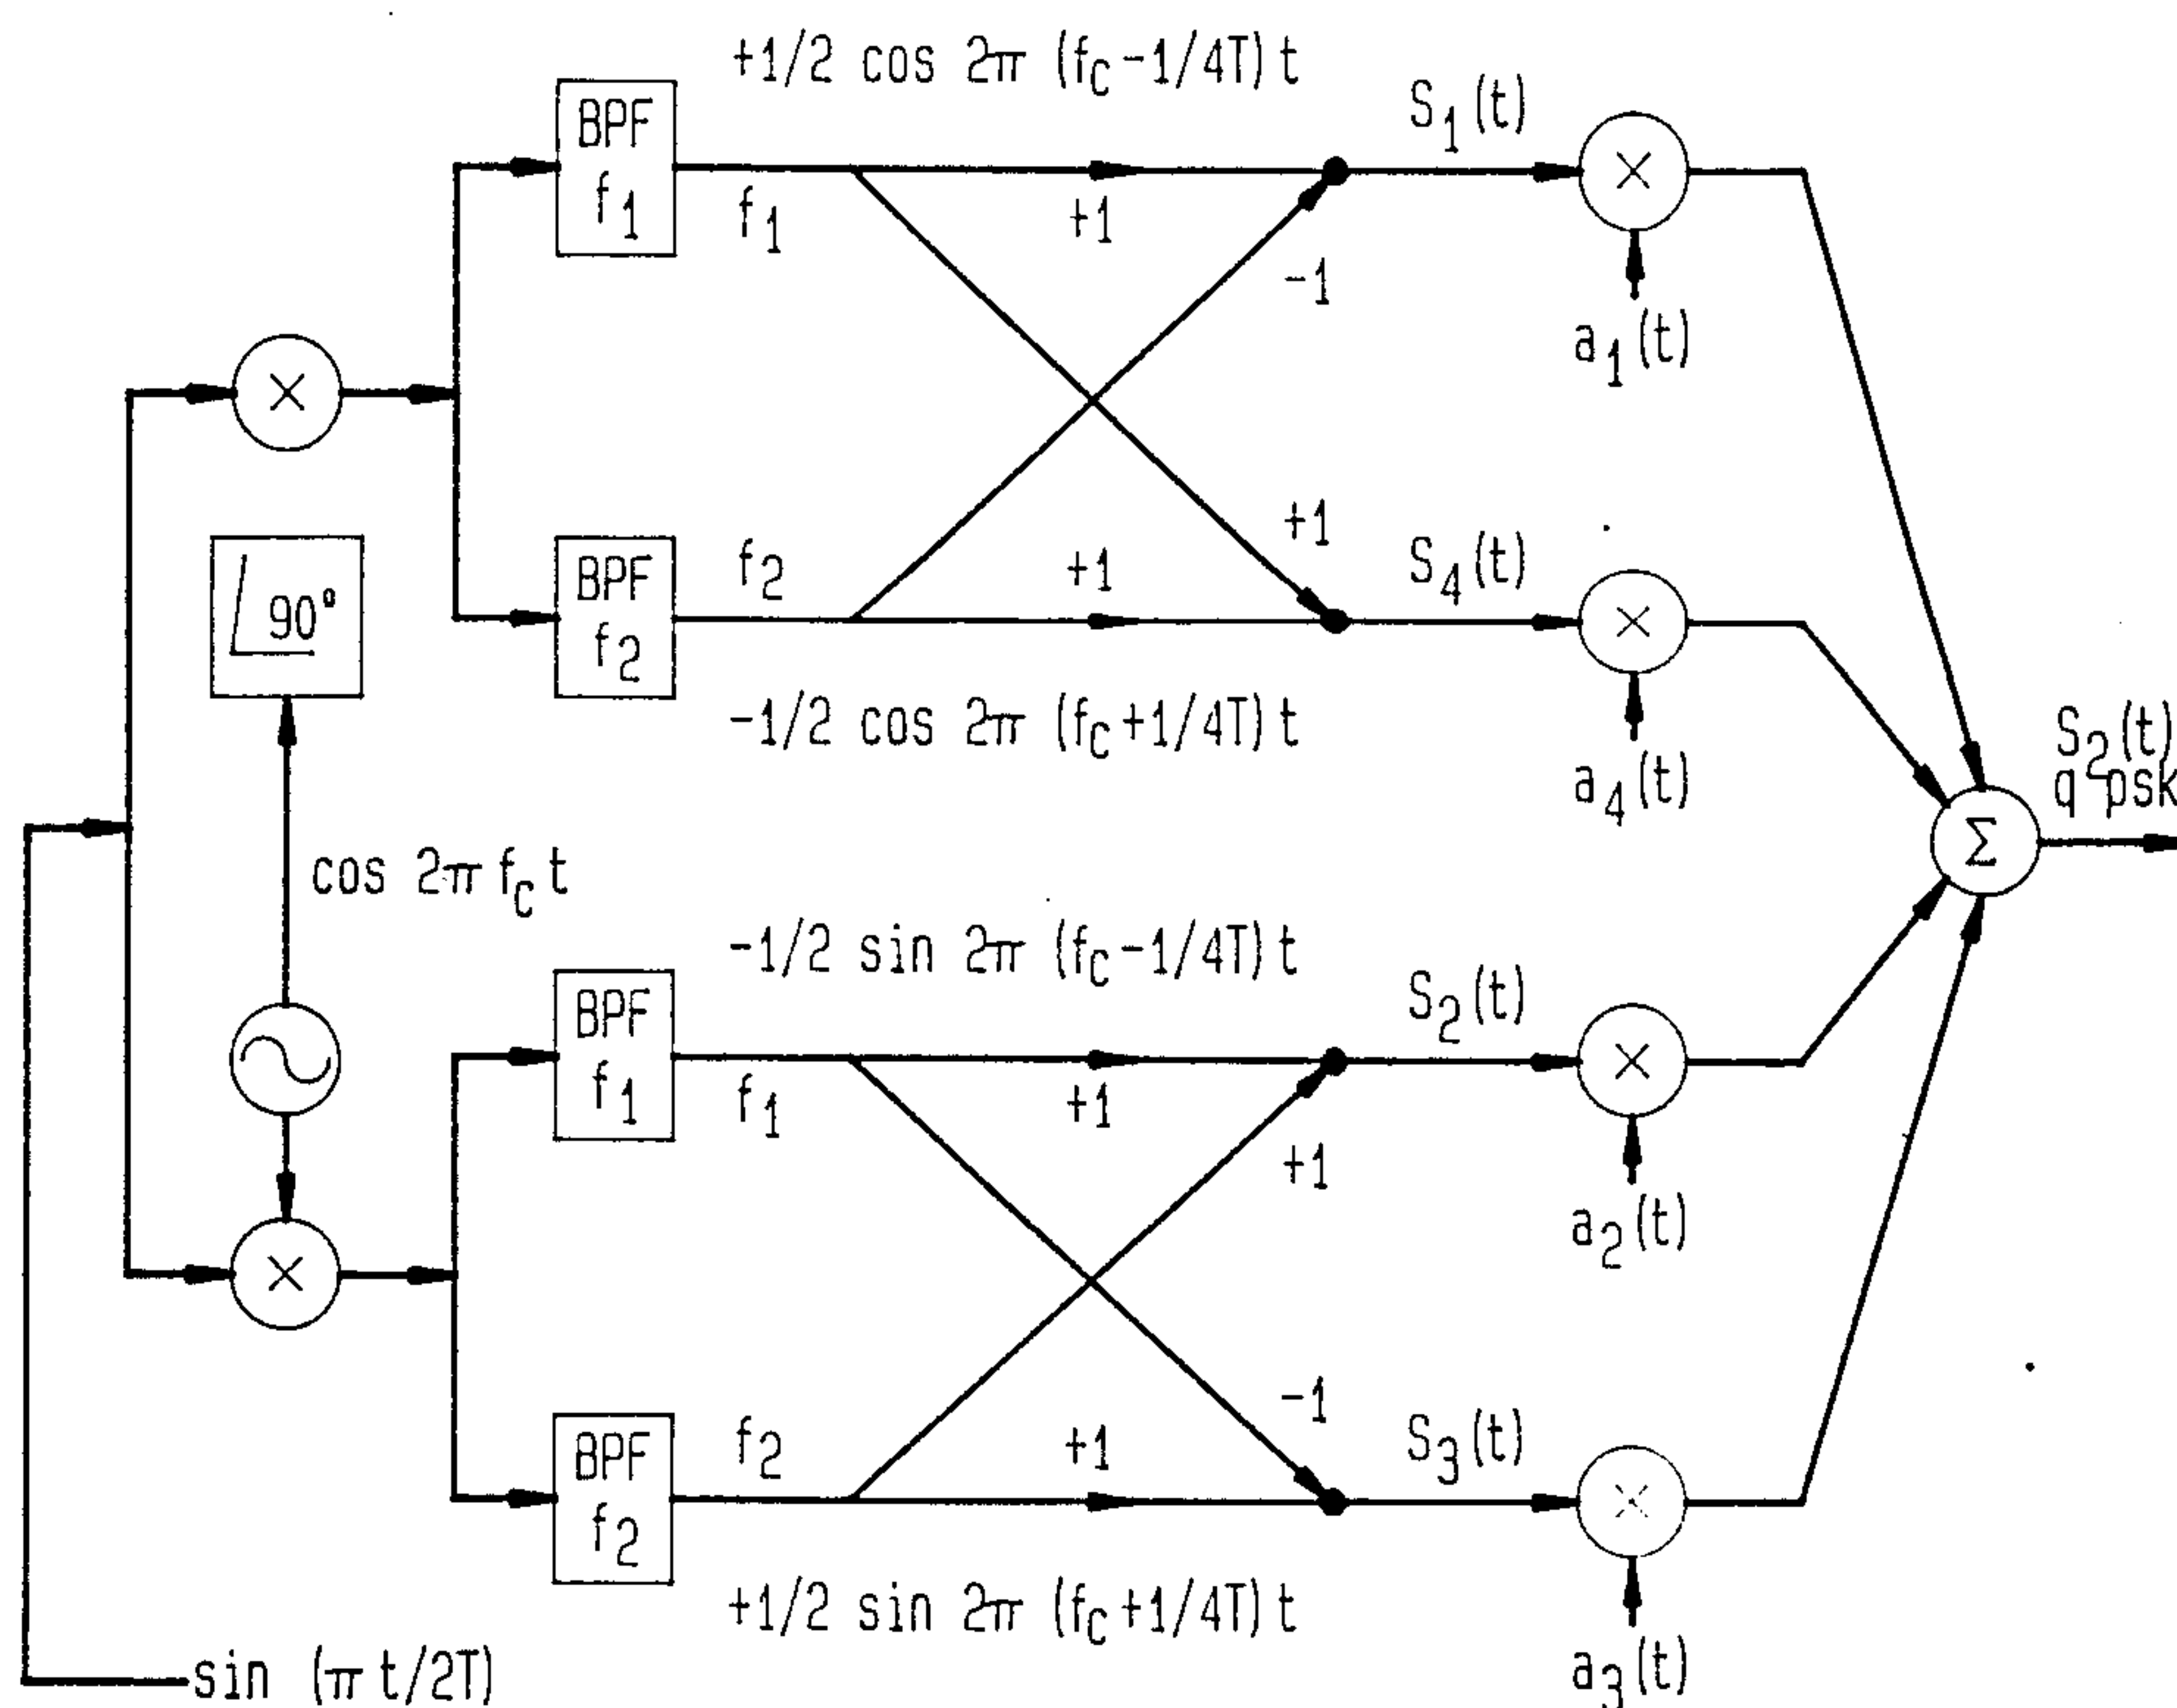 +1/2 cos 2π (fC-1/4T) t
BPF
f1
f1
+1
-1
S1(t)
×
a1(t)
×
90°
BPF
f2
f2
+1
+1
S4(t)
×
a4(t)
-1/2 cos 2π (fC+1/4T) t
cos 2π fC t
S2(t)
q psk
Σ
-1/2 sin 2π (fC-1/4T) t
BPF
f1
f1
+1
+1
S2(t)
×
a2(t)
×
BPF
f2
f2
+1
-1
S3(t)
×
a3(t)
+1/2 sin 2π (fC+1/4T) t
sin (π t/2T)